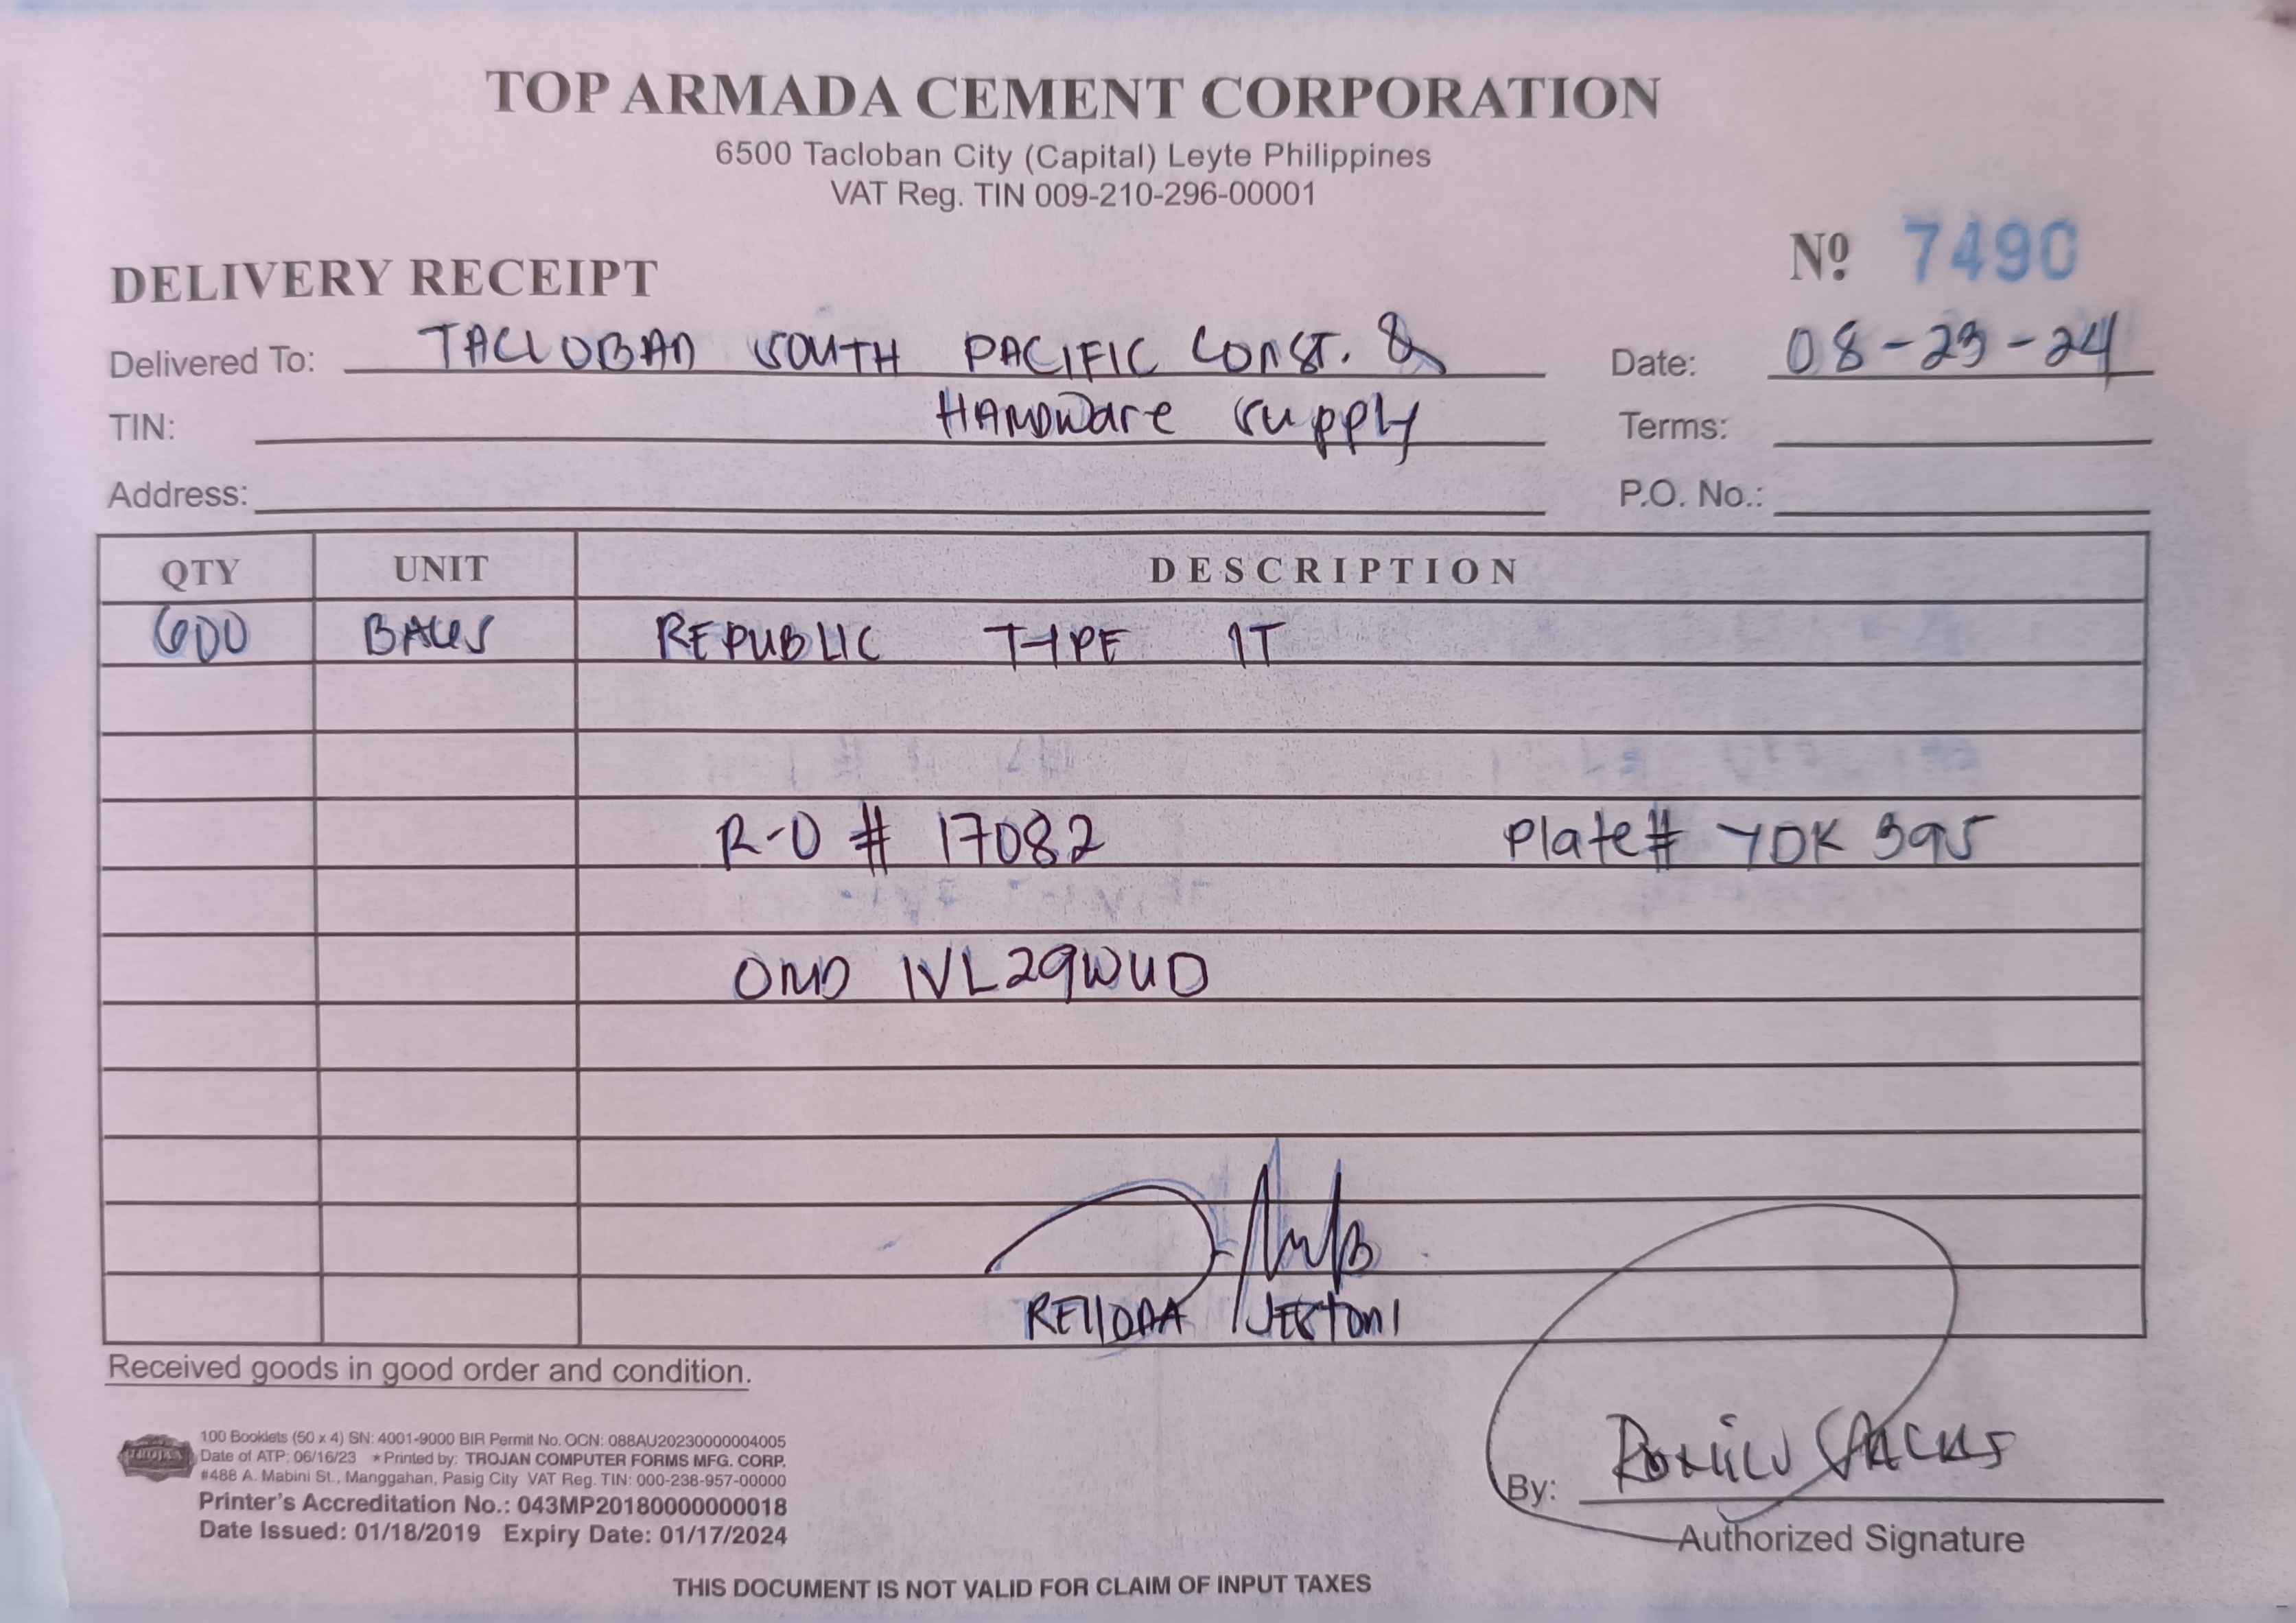 TOP ARMADA CEMENT CORPORATION
6500 Tacloban City (Capital) Leyte Philippines
VAT Reg. TIN 009-210-296-00001
Nº 7490
DELIVERY RECEIPT
Delivered To: TACLOBAN SOUTH PACIFIC CONST. & Date: 08-23-24
TIN: HARDWare supply Terms:
Address: P.O. No.:
QTY UNIT DESCRIPTION
600 BAGS REPUBLIC TYPE 1T
R-O # 17082 Plate# YDK 395
OMD 1VL29WUD
JESTONI
Received goods in good order and condition.
TROJAN
100 Booklets (50 x 4) SN: 4001-9000 BIR Permit No. OCN: 088AU20230000004005
Date of ATP: 06/16/23 ★Printed by: TROJAN COMPUTER FORMS MFG. CORP.
#488 A. Mabini St., Manggahan, Pasig City VAT Reg. TIN: 000-238-957-00000
Printer's Accreditation No.: 043MP20180000000018
Date Issued: 01/18/2019 Expiry Date: 01/17/2024
By:
Authorized Signature
THIS DOCUMENT IS NOT VALID FOR CLAIM OF INPUT TAXES